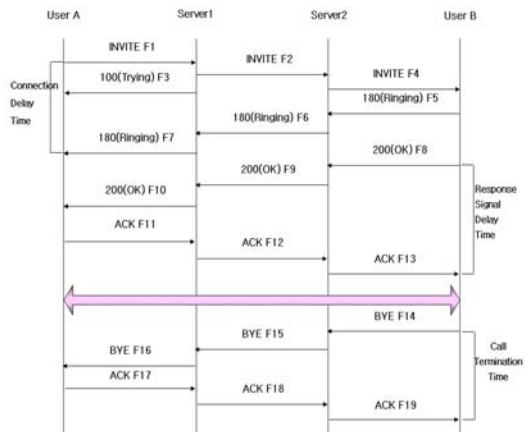 User A
Server1
Server2
User B
INVITE F1
INVITE F2
100(Trying) F3
INVITE F4
180(Ringing) F5
Connection
Delay
Time
180(Ringing) F6
180(Ringing) F7
200(OK) F8
200(OK) F9
200(OK) F10
Response
Signal
Delay
Time
ACK F11
ACK F12
ACK F13
BYE F14
BYE F15
BYE F16
Call
Termination
Time
ACK F17
ACK F18
ACK F19